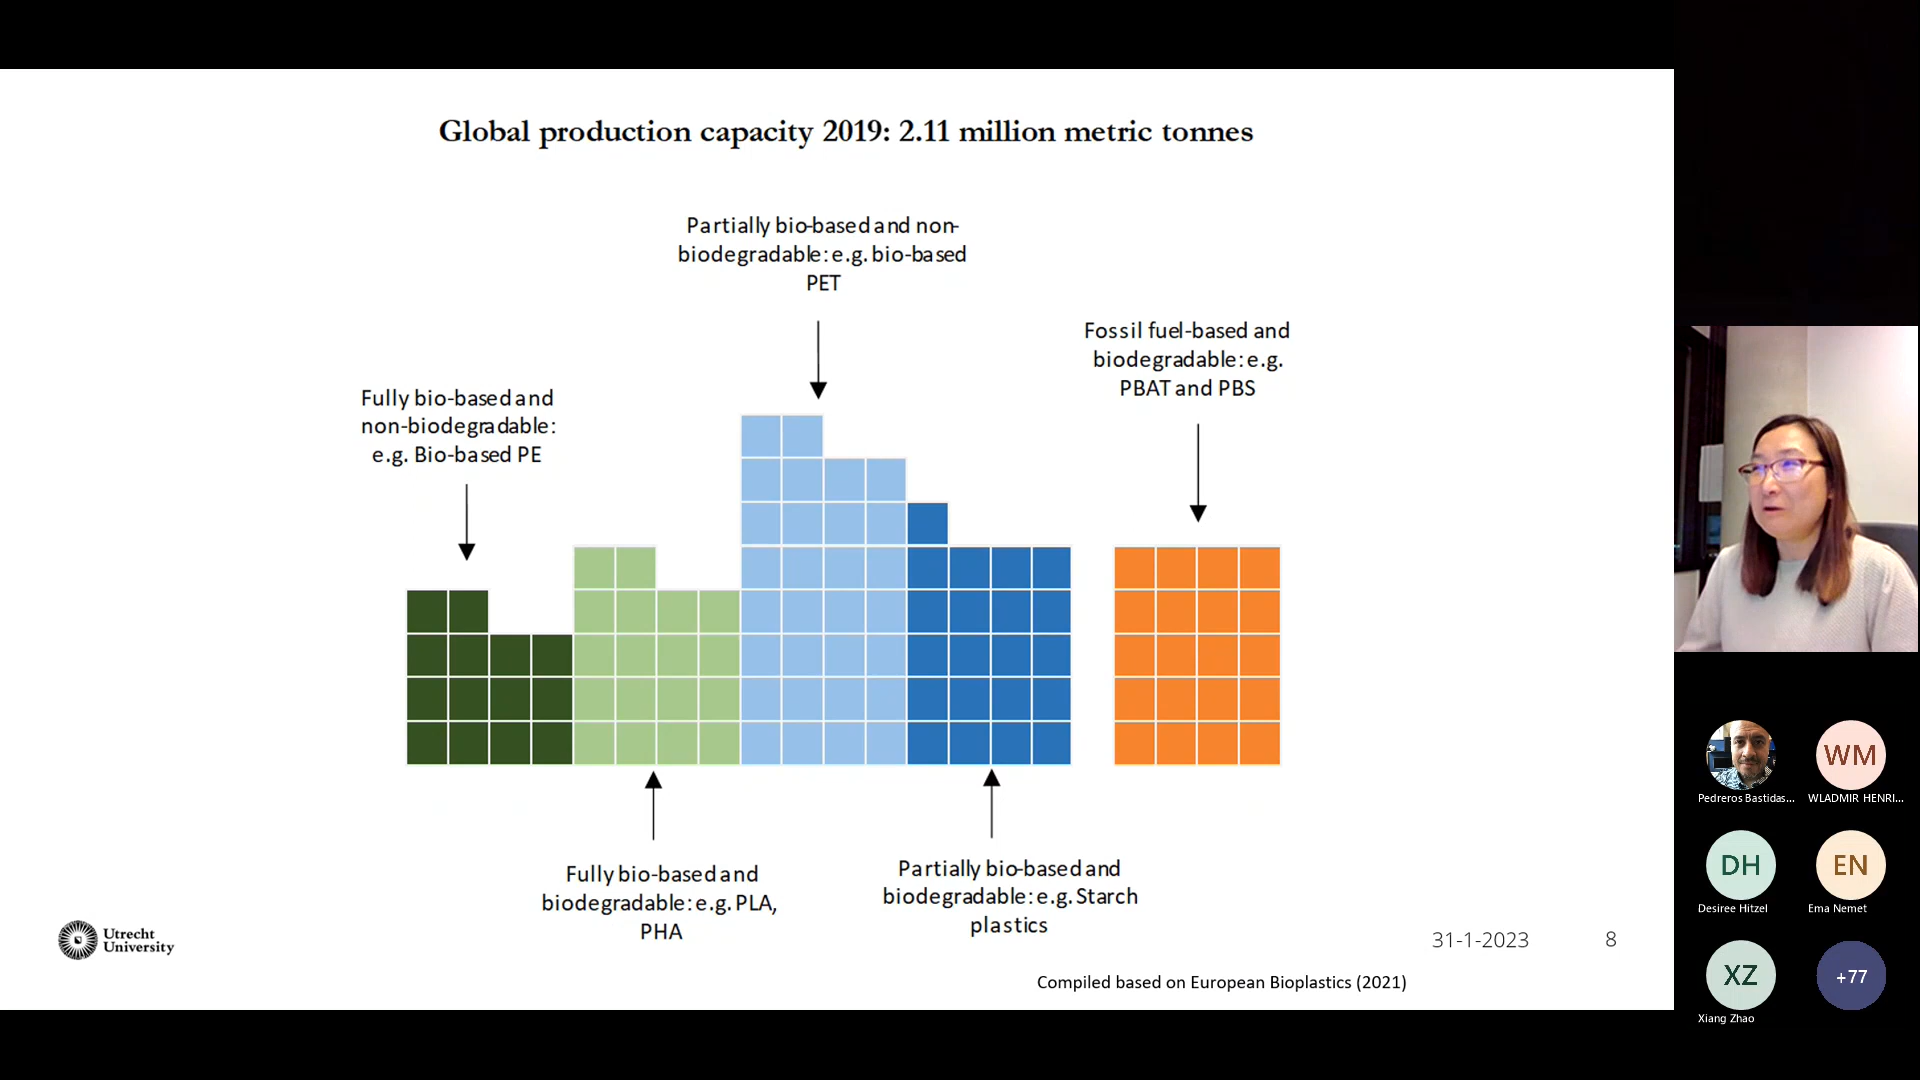 Global production capacity 2019: 2.11 million metric tonnes
Partially bio-based and non-
biodegradable: e.g. bio-based
PET
Fossil fuel-based and
biodegradable: e.g.
PBAT and PBS
Fully bio-based and
non-biodegradable:
e.g. Bio-based PE
Fully bio-based and
biodegradable: e.g. PLA,
PHA
Partially bio-based and
biodegradable: e.g. Starch
plastics
Utrecht
University
31-1-2023
8
Compiled based on European Bioplastics (2021)
WM
Pedreros Bastidas...
WLADMIR HENRI...
DH
EN
Desiree Hitzel
Ema Nemet
XZ
+77
Xiang Zhao